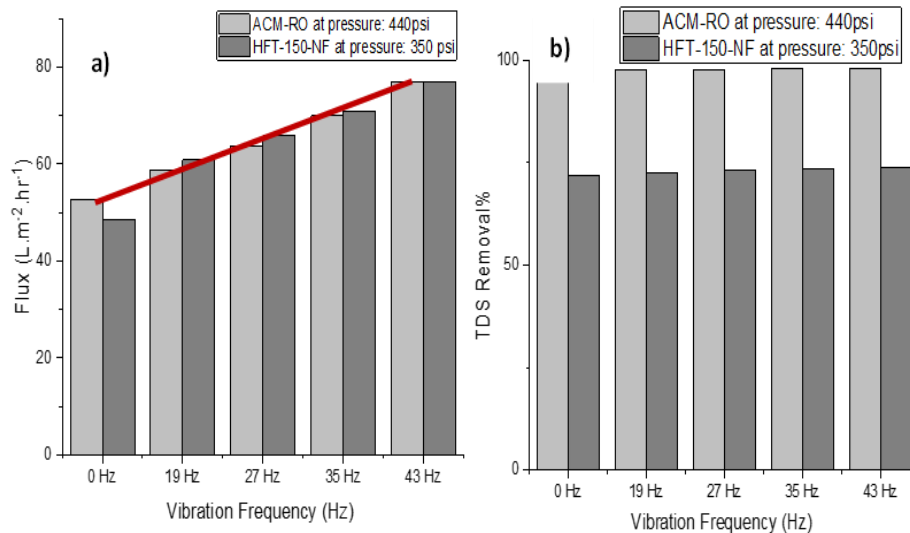 a)
ACM-RO at pressure: 440psi
HFT-150-NF at pressure: 350 psi
Flux (L.m⁻².hr⁻¹)
80
60
40
20
0
0 Hz 19 Hz 27 Hz 35 Hz 43 Hz
Vibration Frequency (Hz)
b)
ACM-RO at pressure: 440psi
HFT-150-NF at pressure: 350psi
TDS Removal%
100
50
0
0 Hz 19 Hz 27 Hz 35 Hz 43 Hz
Vibration Frequency (Hz)